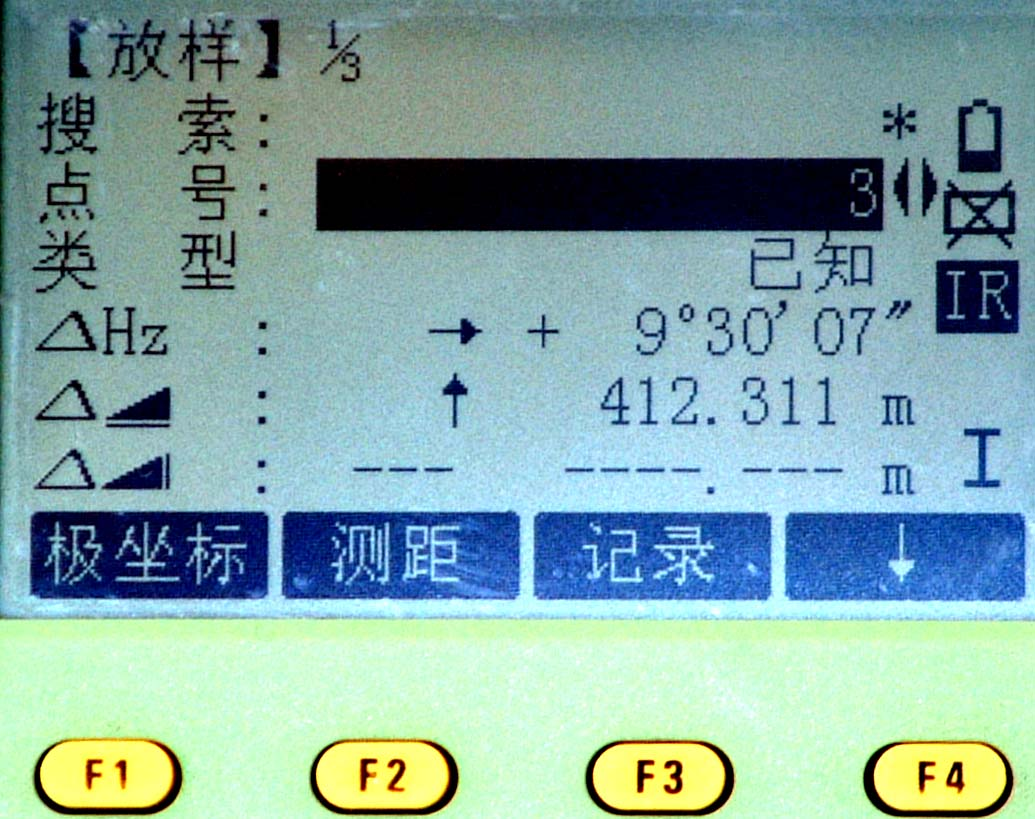 【放样】 1/3
搜 索: *
点 号: 3
类 型 已知
IR
△Hz : → + 9°30′07″
△ : ↑ 412.311 m
△ : --- ----.--- m
I
极坐标 测距 记录 ↓
F1 F2 F3 F4